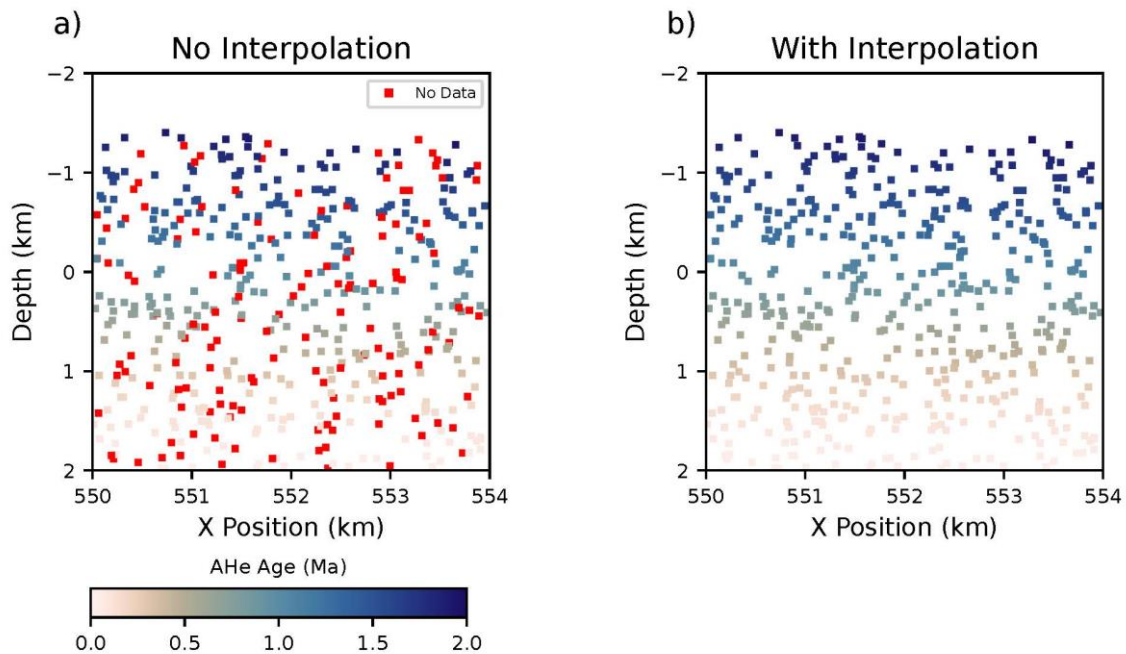 a)
No Interpolation
−2
−1
0
1
2
Depth (km)
No Data
550 551 552 553 554
X Position (km)
AHe Age (Ma)
0.0 0.5 1.0 1.5 2.0
b)
With Interpolation
−2
−1
0
1
2
Depth (km)
550 551 552 553 554
X Position (km)